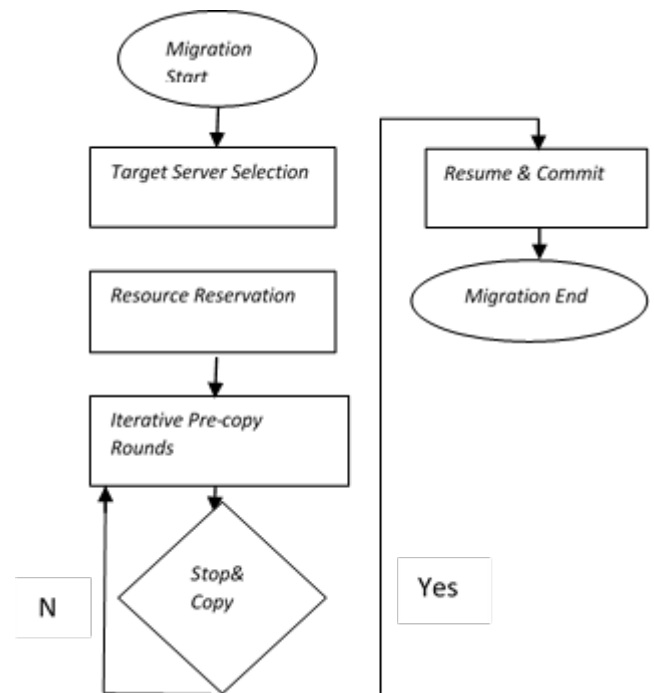 Migration
Start
Target Server Selection
Resource Reservation
Iterative Pre-copy
Rounds
Stop&
Copy
N
Yes
Resume & Commit
Migration End